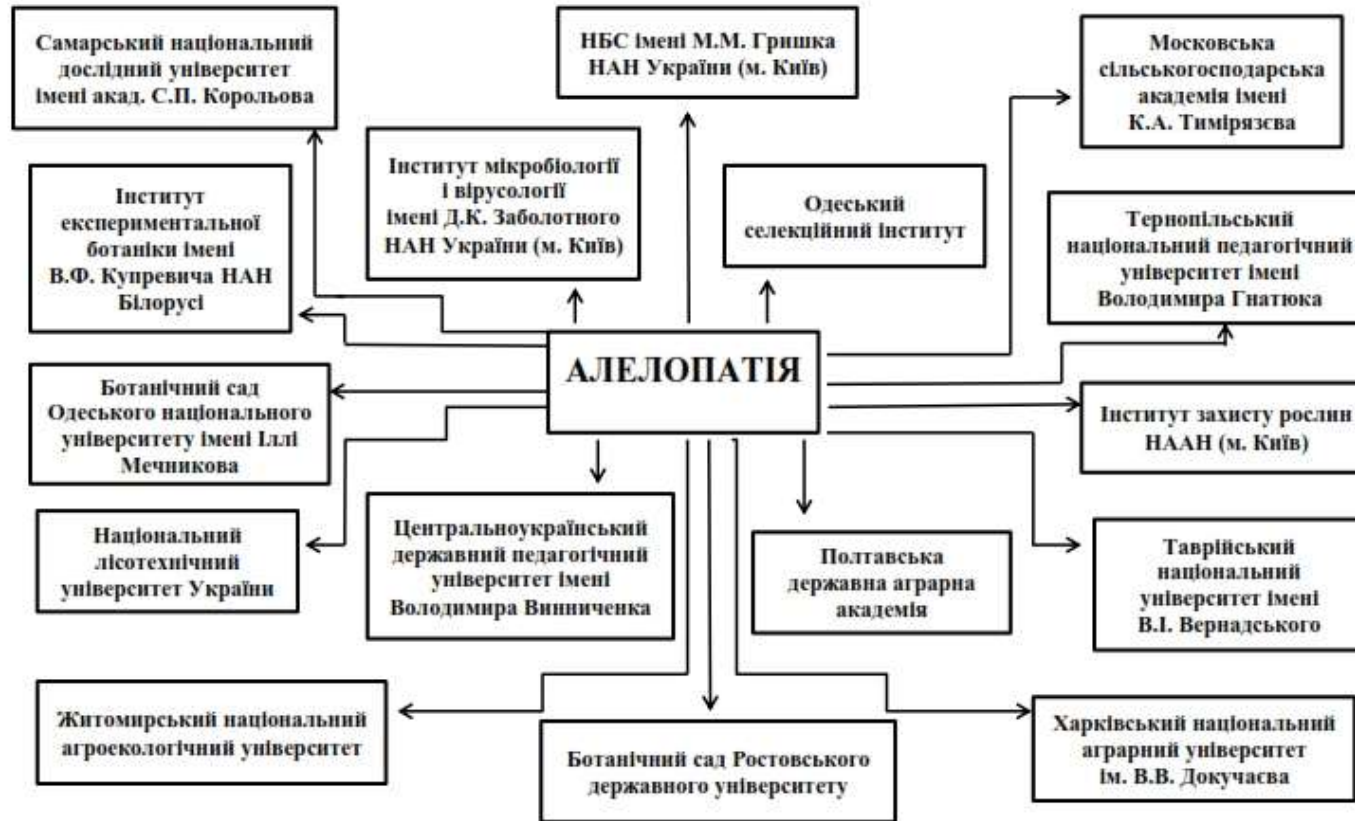 Самарський національний
дослідний університет
імені акад. С.П. Корольова
НБС імені М.М. Гришка
НАН України (м. Київ)
Московська
сільськогосподарська
академія імені
К.А. Тимірязєва
Інститут
експериментальної
ботаніки імені
В.Ф. Купревича НАН
Білорусі
Інститут мікробіології
і вірусології
імені Д.К. Заболотного
НАН України (м. Київ)
Одеський
селекційний інститут
Тернопільський
національний педагогічний
університет імені
Володимира Гнатюка
АЛЕЛОПАТІЯ
Ботанічний сад
Одеського національного
університету імені Іллі
Мечникова
Інститут захисту рослин
НААН (м. Київ)
Національний
лісотехнічний
університет України
Центральноукраїнський
державний педагогічний
університет імені
Володимира Винниченка
Полтавська
державна аграрна
академія
Таврійський
національний
університет імені
В.І. Вернадського
Житомирський національний
агроекологічний університет
Ботанічний сад Ростовського
державного університету
Харківський національний
аграрний університет
ім. В.В. Докучаєва